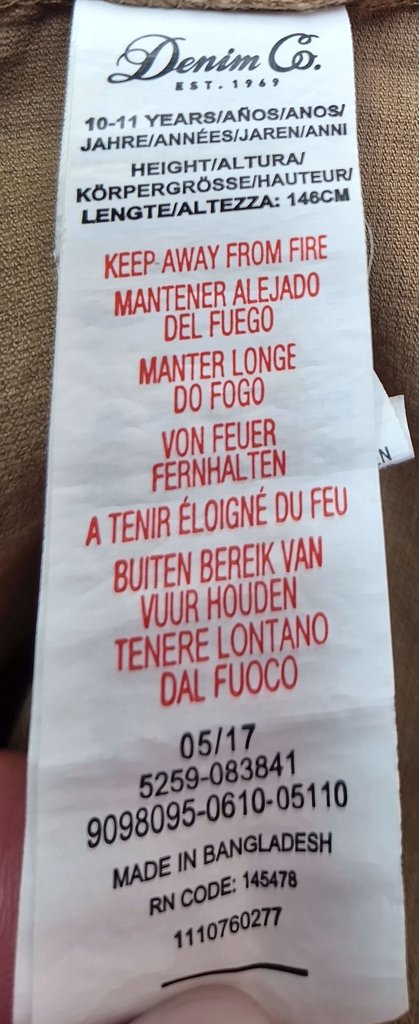 Denim Co.
EST. 1969
10-11 YEARS/AÑOS/ANOS/
JAHRE/ANNÉES/JAREN/ANNI
HEIGHT/ALTURA/
KÖRPERGRÖSSE/HAUTEUR/
LENGTE/ALTEZZA: 146CM
KEEP AWAY FROM FIRE
MANTENER ALEJADO
DEL FUEGO
MANTER LONGE
DO FOGO
VON FEUER
FERNHALTEN
A TENIR ÉLOIGNÉ DU FEU
BUITEN BEREIK VAN
VUUR HOUDEN
TENERE LONTANO
DAL FUOCO
05/17
5259-083841
9098095-0610-05110
MADE IN BANGLADESH
RN CODE: 145478
1110760277